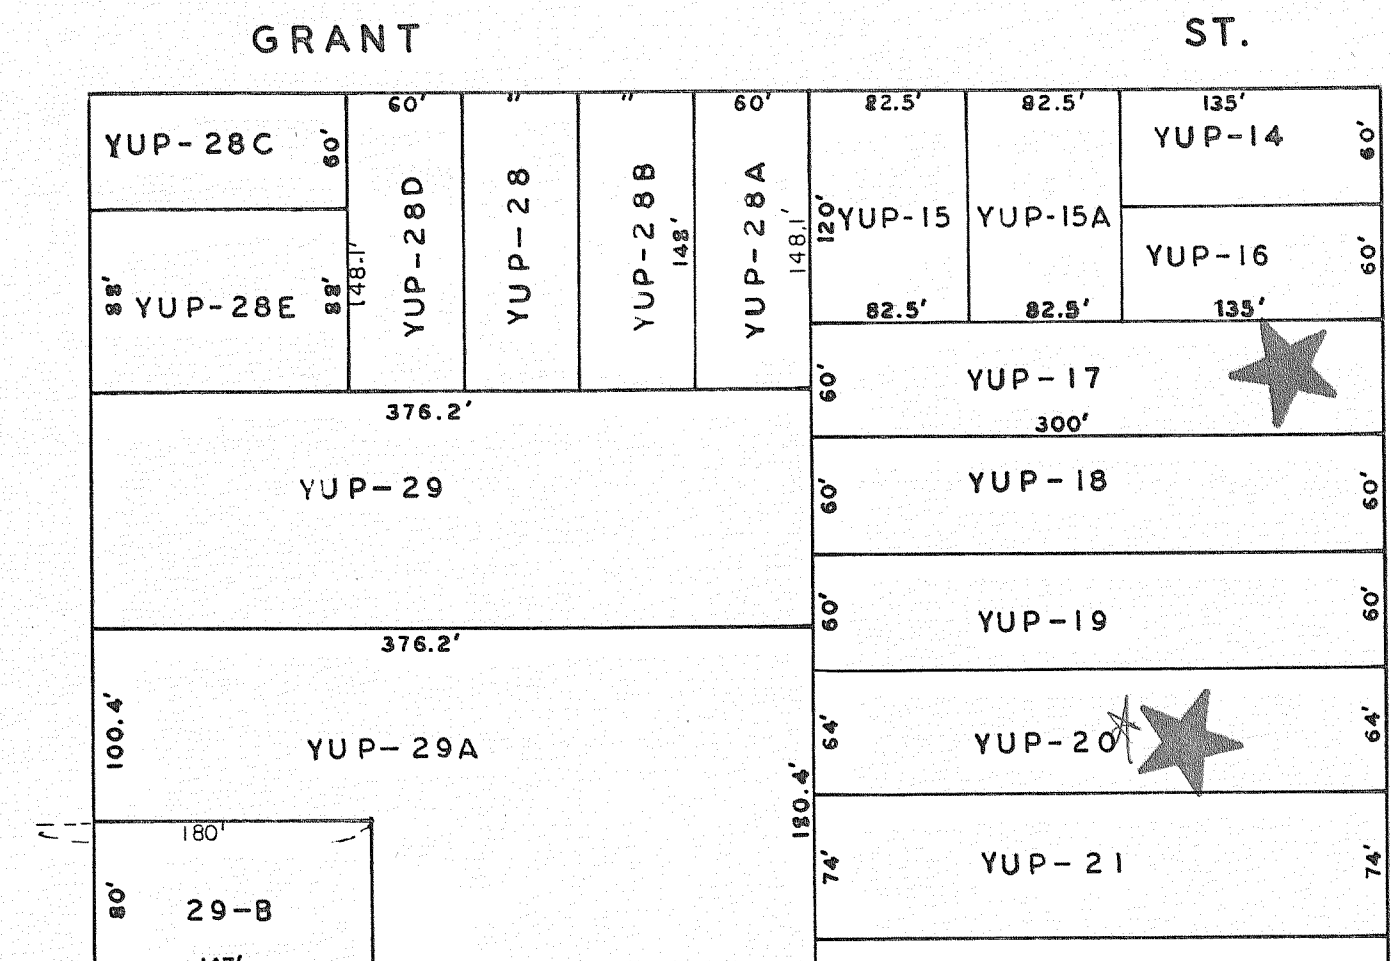 GRANT ST.
60' " " 60' 82.5' 82.5' 135'
YUP-28C 60' YUP-14 60'
YUP-28D YUP-28 YUP-28B YUP-28A
148.1' 148' 148.1'
120' YUP-15 YUP-15A
YUP-16 60'
88' YUP-28E 88'
82.5' 82.5' 135'
60' YUP-17
300'
376.2'
YUP-29
60' YUP-18 60'
60' YUP-19 60'
376.2'
100.4' YUP-29A 180.4'
64' YUP-20 64'
180'
80' 29-B
74' YUP-21 74'